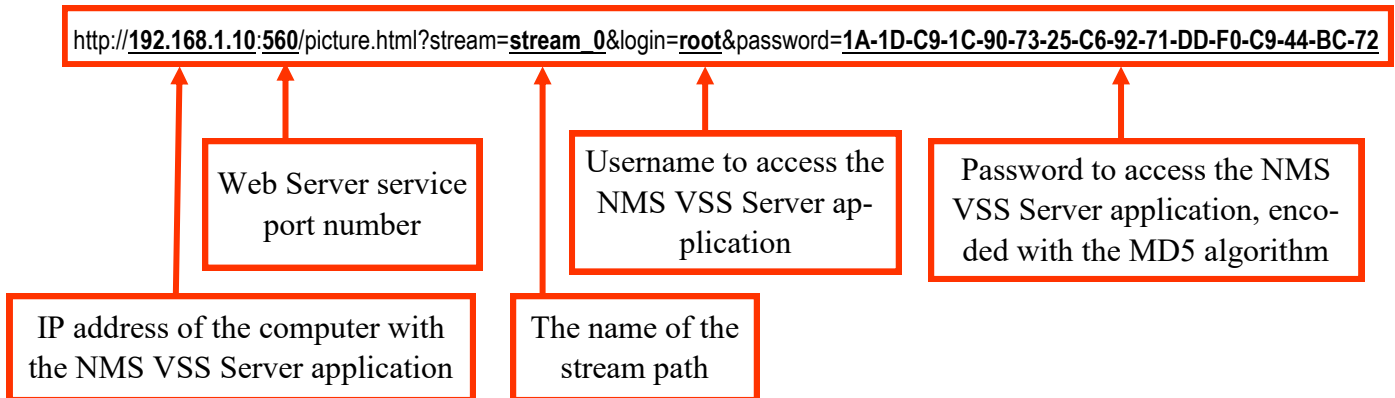 http://192.168.1.10:560/picture.html?stream=stream_0&login=root&password=1A-1D-C9-1C-90-73-25-C6-92-71-DD-F0-C9-44-BC-72
Web Server service
port number
Username to access the
NMS VSS Server ap-
plication
Password to access the NMS
VSS Server application, enco-
ded with the MD5 algorithm
IP address of the computer with
the NMS VSS Server application
The name of the
stream path